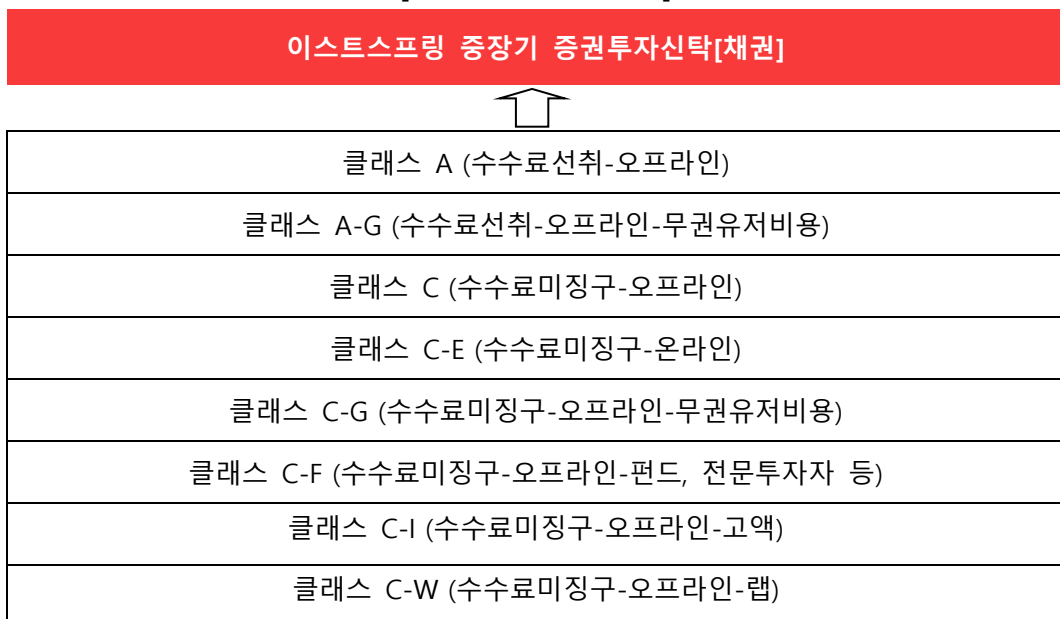 이스트스프링 중장기 증권투자신탁[채권]
클래스 A (수수료선취-오프라인)
클래스 A-G (수수료선취-오프라인-무권유저비용)
클래스 C (수수료미징구-오프라인)
클래스 C-E (수수료미징구-온라인)
클래스 C-G (수수료미징구-오프라인-무권유저비용)
클래스 C-F (수수료미징구-오프라인-펀드, 전문투자자 등)
클래스 C-I (수수료미징구-오프라인-고액)
클래스 C-W (수수료미징구-오프라인-랩)